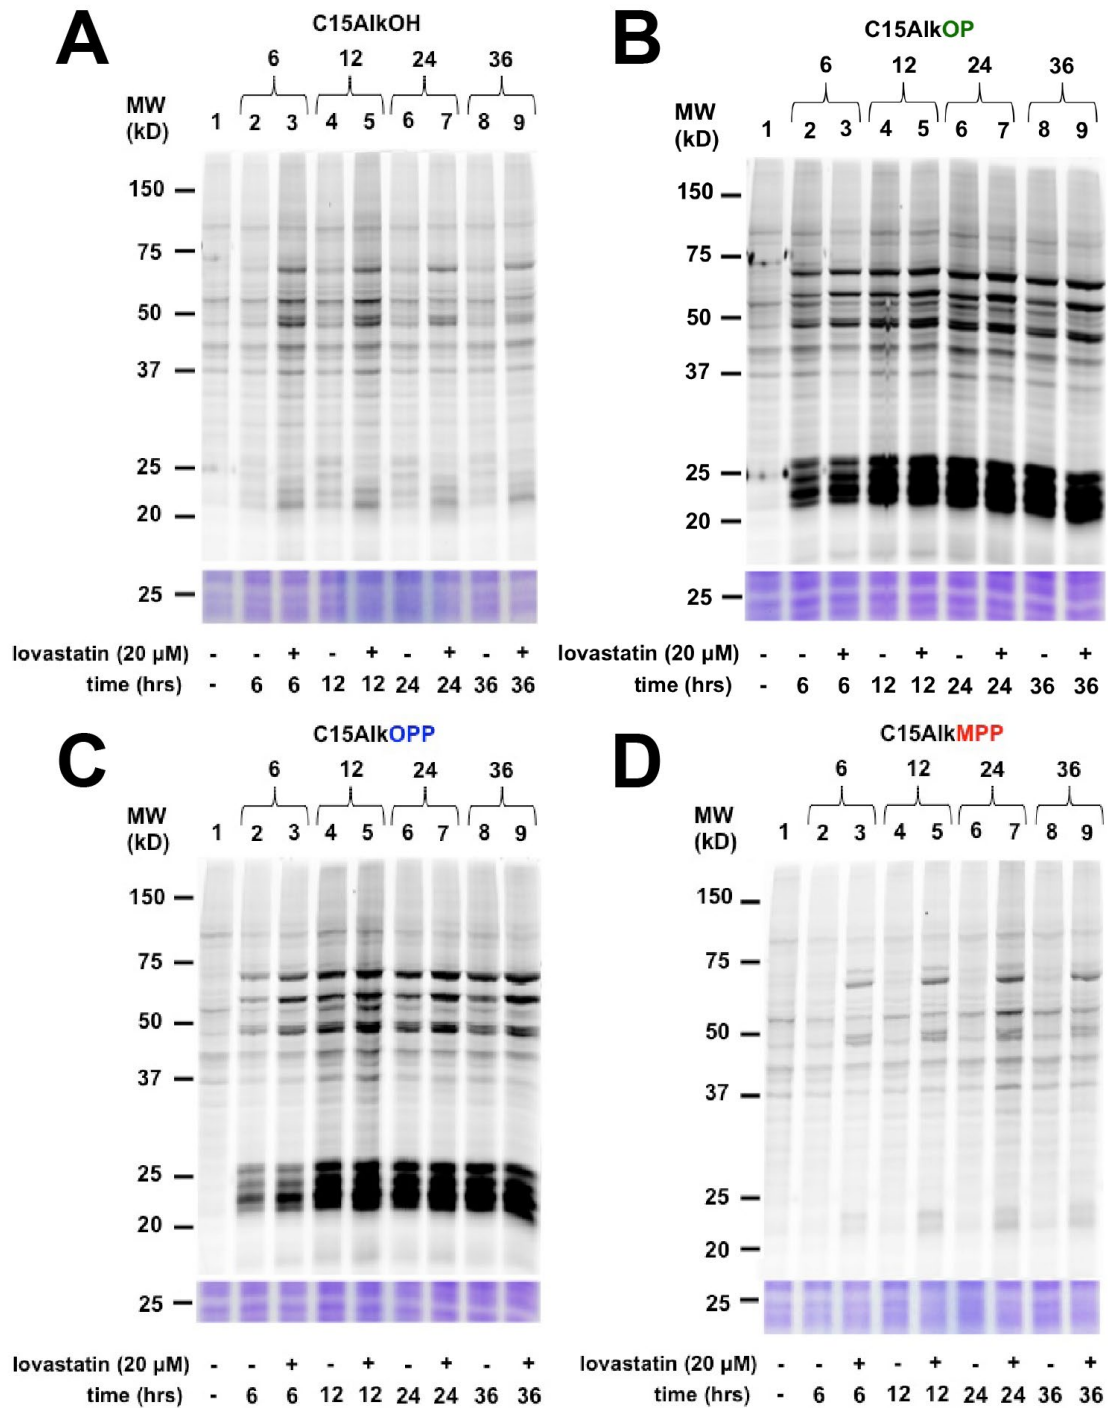 A
C15AlkOH
6 12 24 36
MW
(kD)
1 2 3 4 5 6 7 8 9
150
75
50
37
25
20
25
lovastatin (20 µM) - - + - + - + - +
time (hrs) - 6 6 12 12 24 24 36 36
B
C15AlkOP
6 12 24 36
MW
(kD)
1 2 3 4 5 6 7 8 9
150
75
50
37
25
20
25
lovastatin (20 µM) - - + - + - + - +
time (hrs) - 6 6 12 12 24 24 36 36
C
C15AlkOPP
6 12 24 36
MW
(kD)
1 2 3 4 5 6 7 8 9
150
75
50
37
25
20
25
lovastatin (20 µM) - - + - + - + - +
time (hrs) - 6 6 12 12 24 24 36 36
D
C15AlkMPP
6 12 24 36
MW
(kD)
1 2 3 4 5 6 7 8 9
150
75
50
37
25
20
25
lovastatin (20 µM) - - + - + - + - +
time (hrs) - 6 6 12 12 24 24 36 36